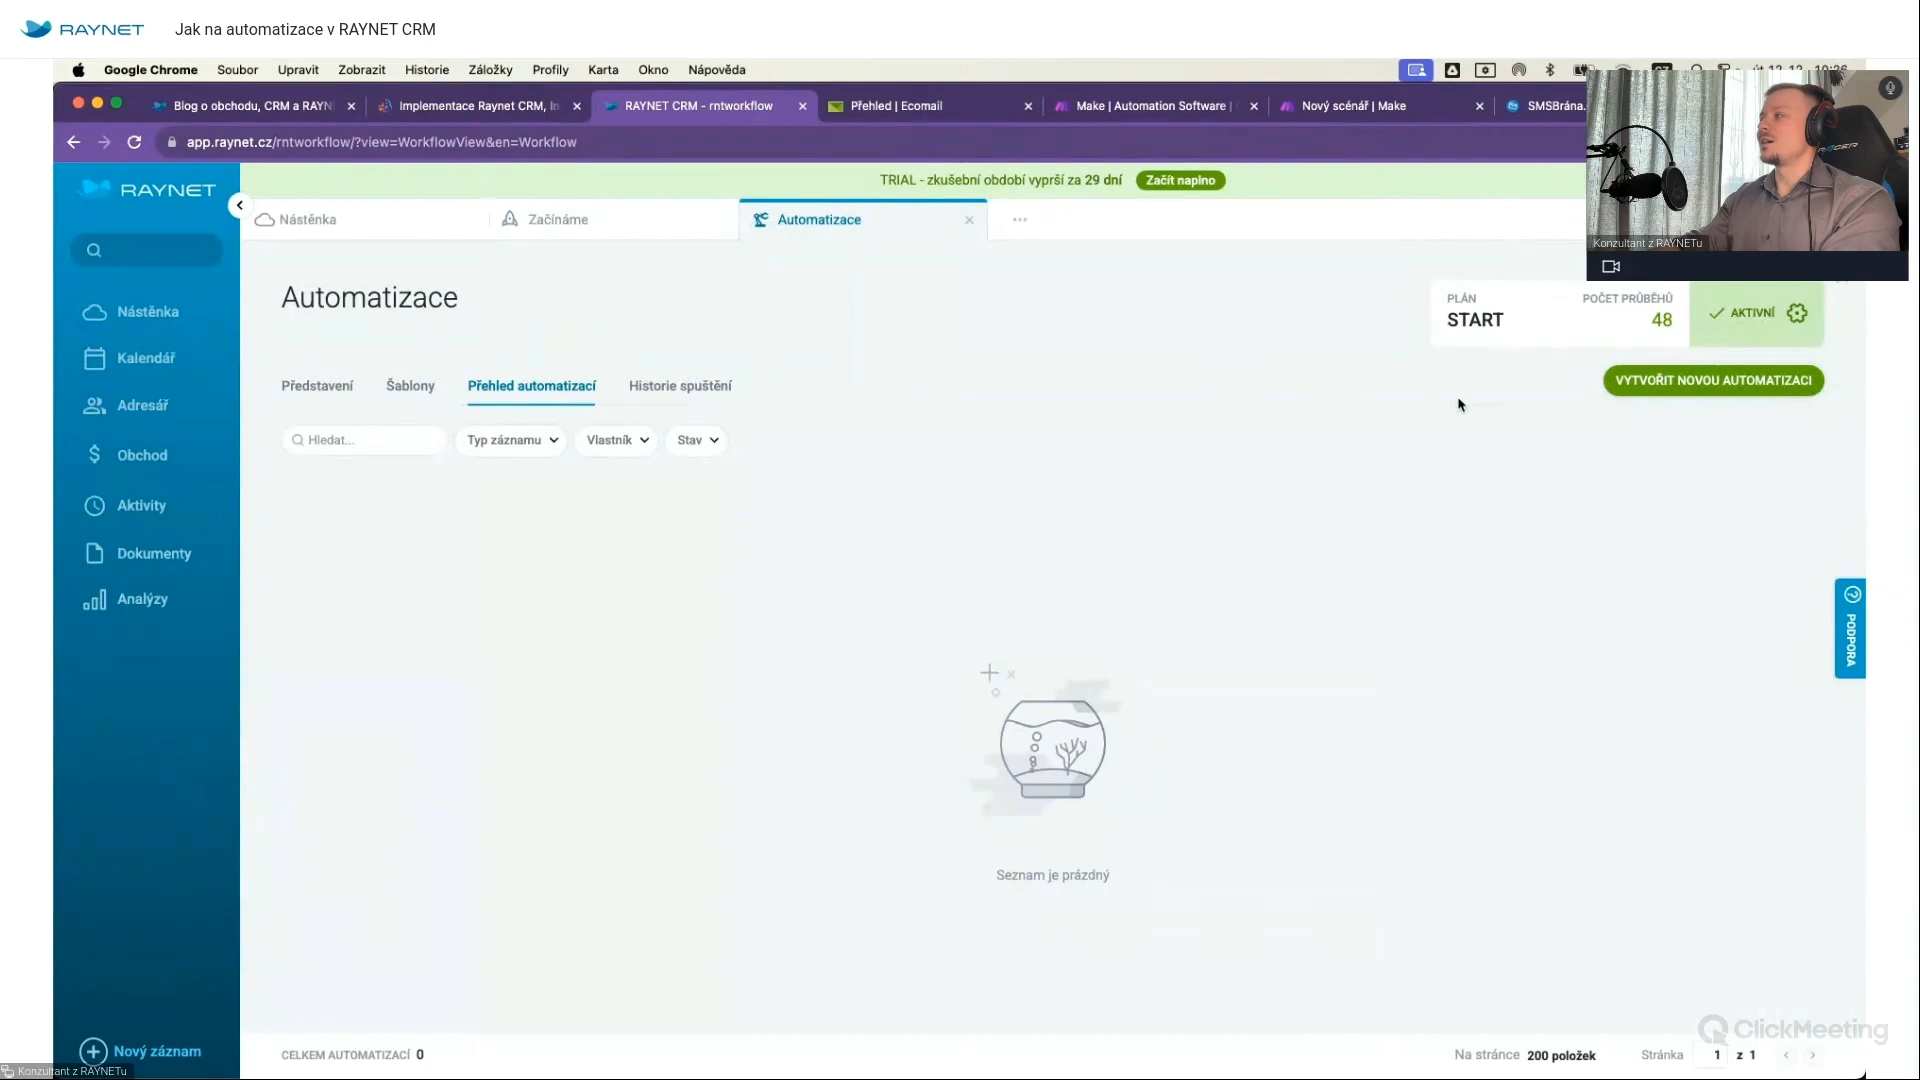 RAYNET
Jak na automatizace v RAYNET CRM
Google Chrome Soubor Upravit Zobrazit Historie Záložky Profily Karta Okno Nápověda
Blog o obchodu, CRM a RAYN
Implementace Raynet CRM, In
RAYNET CRM - rntworkflow
Přehled | Ecomail
Make | Automation Software |
Nový scénář | Make
SMSBrána.
app.raynet.cz/rntworkflow/?view=WorkflowView&en=Workflow
RAYNET
TRIAL - zkušební období vyprší za 29 dní
Začít naplno
Nástěnka
Začínáme
Automatizace
Konzultant z RAYNETu
Nástěnka
Kalendář
Adresář
Obchod
Aktivity
Dokumenty
Analýzy
Nový záznam
Automatizace
PLÁN
START
POČET PRŮBĚHŮ
48
AKTIVNÍ
Představení
Šablony
Přehled automatizací
Historie spuštění
VYTVOŘIT NOVOU AUTOMATIZACI
Hledat...
Typ záznamu
Vlastník
Stav
PODPORA
Seznam je prázdný
ClickMeeting
CELKEM AUTOMATIZACÍ 0
Na stránce 200 položek
Stránka 1 z 1
Konzultant z RAYNETu